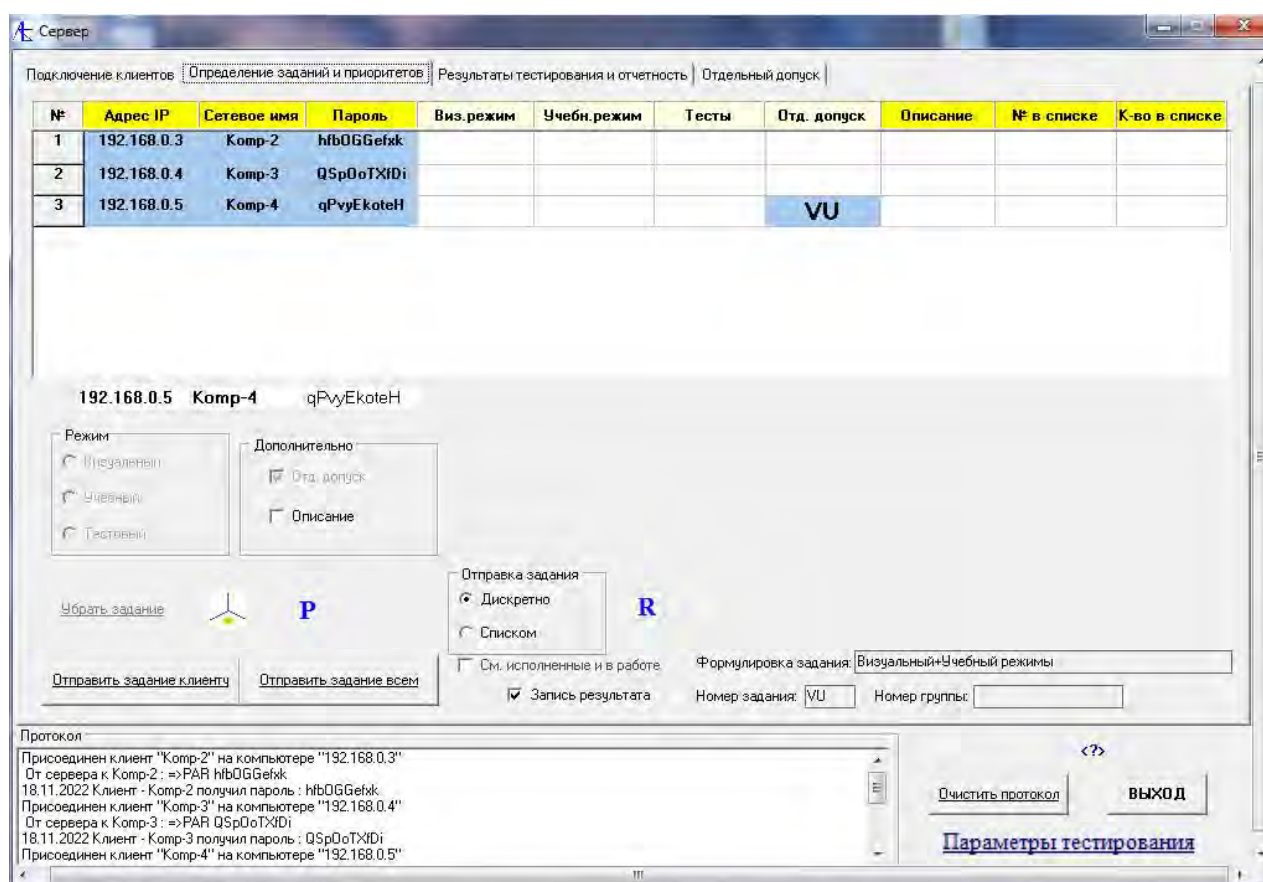 Сервер
Подключение клиентов Определение заданий и приоритетов Результаты тестирования и отчетность Отдельный допуск
№ Адрес IP Сетевое имя Пароль Виз.режим Учебн.режим Тесты Отд. допуск Описание № в списке К-во в списке
1 192.168.0.3 Komp-2 hfbOGGefxk
2 192.168.0.4 Komp-3 QSpOoTXfDi
3 192.168.0.5 Komp-4 qPvyEkoteH VU
192.168.0.5 Komp-4 qPvyEkoteH
Режим
Визуальный
Учебный
Тестовый
Дополнительно
Отд. допуск
Описание
Убрать задание
P
Отправка задания
Дискретно
Списком
R
См. исполненные и в работе
Запись результата
Формулировка задания: Визуальный+Учебный режимы
Номер задания: VU Номер группы:
Отправить задание клиенту Отправить задание всем
Протокол
Присоединен клиент "Komp-2" на компьютере "192.168.0.3"
От сервера к Komp-2 : =>PAR hfbOGGefxk
18.11.2022 Клиент - Komp-2 получил пароль : hfbOGGefxk
Присоединен клиент "Komp-3" на компьютере "192.168.0.4"
От сервера к Komp-3 : =>PAR QSpOoTXfDi
18.11.2022 Клиент - Komp-3 получил пароль : QSpOoTXfDi
Присоединен клиент "Komp-4" на компьютере "192.168.0.5"
<?>
Очистить протокол ВЫХОД
Параметры тестирования